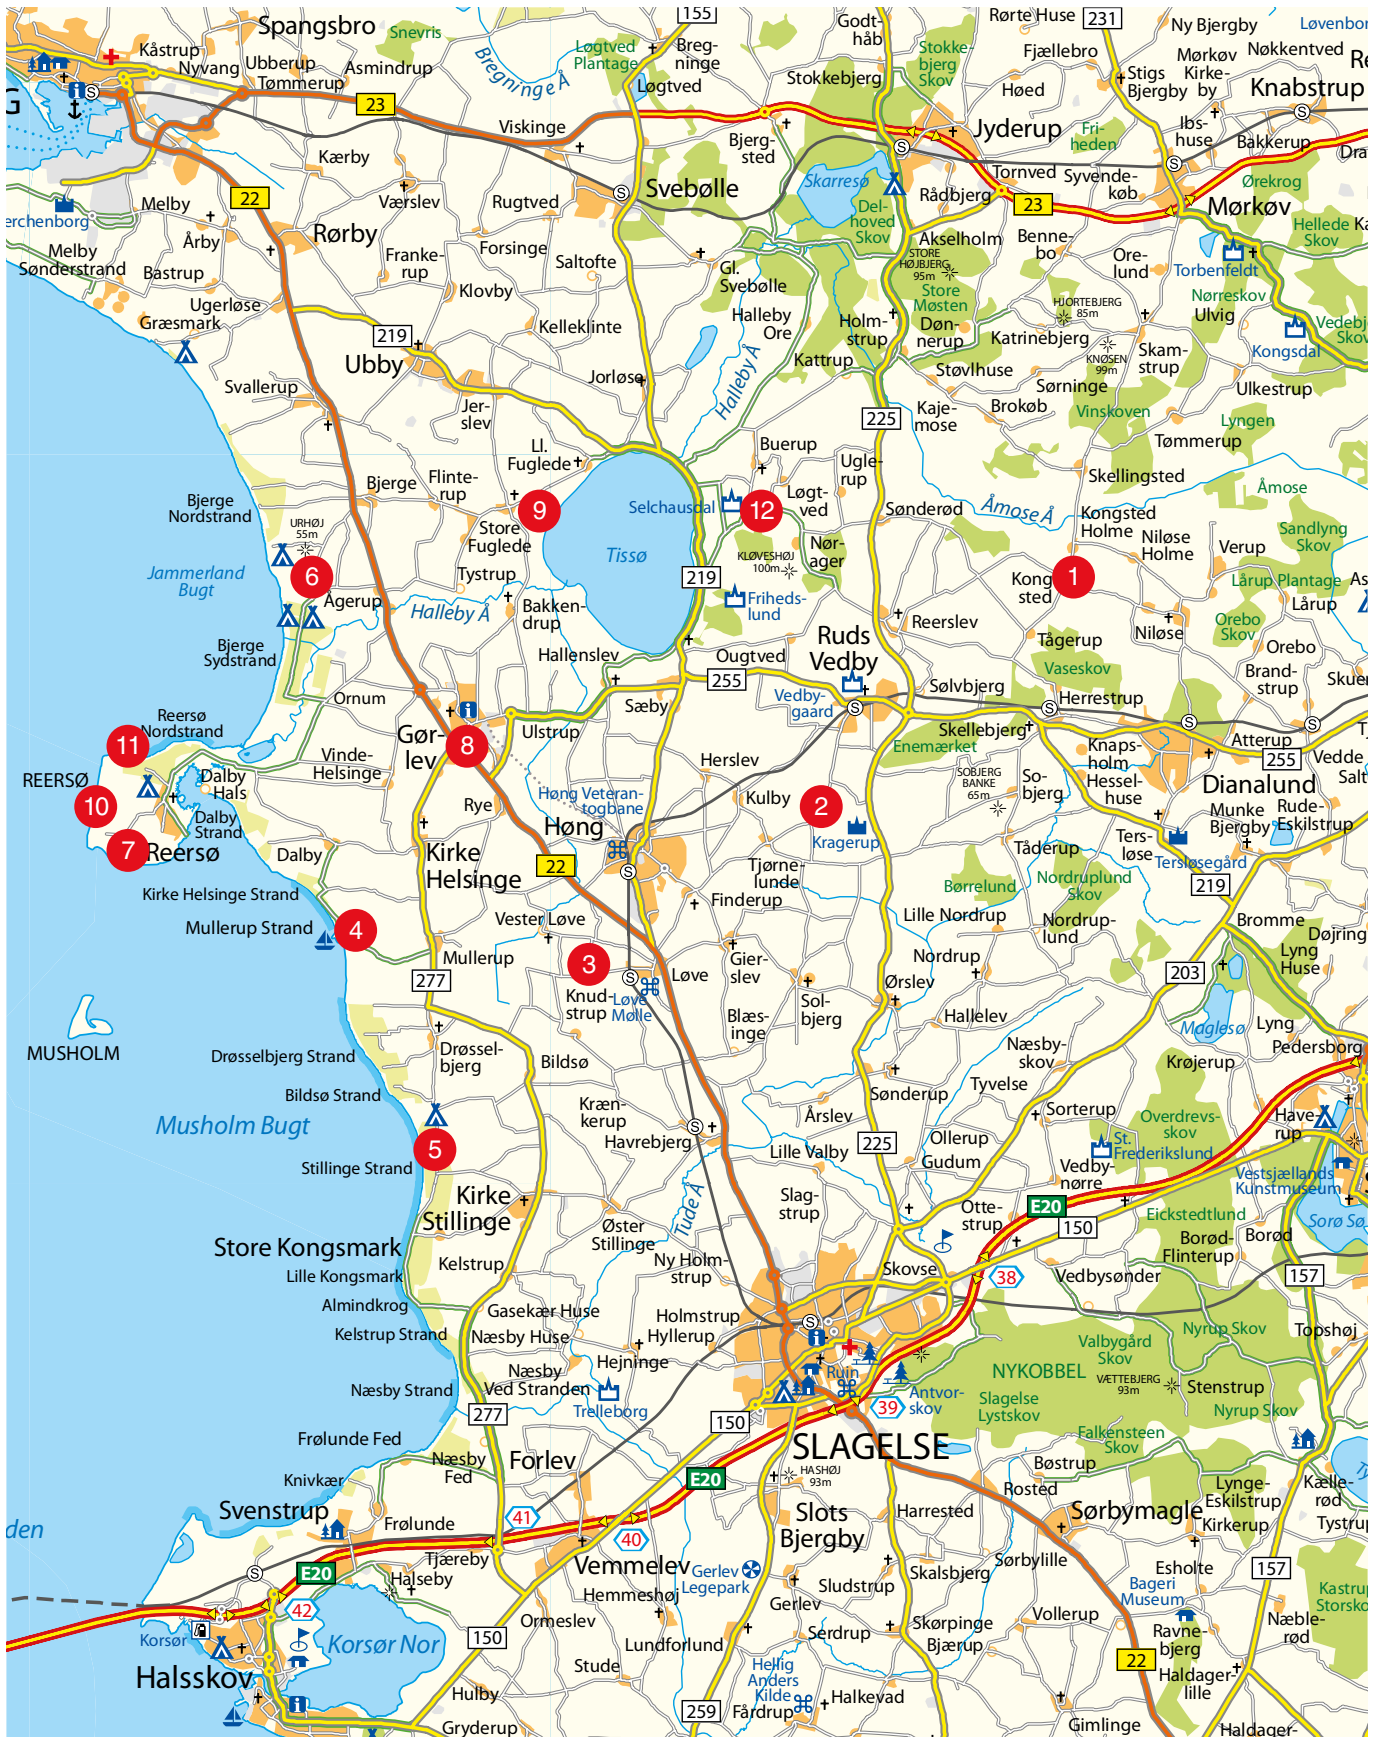 Spangsbro
Snevris
155
Godt-
håb
Rørte Huse
231
Ny Bjergby
Løvenbor
Kåstrup
Ubberup
Nyvang
Tømmerup
Asmindrup
Bregninge Å
Løgtved
Plantage
Breg-
ninge
Løgtved
Stokkebjerg
Stokke-
bjerg
Skov
Fjællebro
Høed
Stigs
Bjergby
Mørkøv
Kirke-
by
Nøkkentved
Knabstrup
G
S
23
Viskinge
Bjerg-
sted
Jyderup
Fri-
heden
Ibs-
huse
Bakkerup
Dra
Kærby
Værslev
Rugtved
Svebølle
Skarresø
Del-
hoved
Skov
Rådbjerg
Tornved
23
Syvende-
køb
Ørekrog
Mørkøv
Hellede
Skov
22
Melby
erchenborg
Årby
Rørby
Melby
Sønderstrand
Bastrup
Franke-
rup
Forsinge
Saltofte
Klovby
Gl.
Svebølle
Akselholm
STORE
HØJBJERG
95m
Store
Møsten
Benne-
bo
Ore-
lund
Torbenfeldt
Nørreskov
Ugerløse
Græsmark
219
Ubby
Kelleklinte
Halleby
Ore
Halleby Å
Holm-
strup
Kattrup
Døn-
nerup
HJORTEBJERG
85m
Katrinebjerg
KNØSEN
99m
Ulvig
Skam-
strup
Kongsdal
Vedebj
Skov
Svallerup
Jer-
slev
Jorløse
Støvlhuse
Sørninge
Ulkestrup
225
Kaje-
mose
Brokøb
Vinskoven
Lyngen
Tømmerup
Ll.
Fuglede
Buerup
Ugle-
rup
Skellingsted
Bjerge
Nordstrand
Bjerge
Flinte-
rup
9
Store
Fuglede
Selchausdal
12
Løgt-
ved
Sønderød
Åmose Å
Åmose
Kongsted
Holme
Niløse
Holme
Sandlyng
Skov
URHØJ
55m
Jammerland
Bugt
6
Tissø
KLØVESHØJ
100m
Nør-
ager
Verup
Tystrup
219
Kong-
sted
1
Lårup Plantage
Lårup
Ågerup
Halleby Å
Bakken-
drup
Friheds-
lund
Ruds
Vedby
Reerslev
Niløse
Orebo
Skov
Orebo
Bjerge
Sydstrand
Hallenslev
Ougtved
Tågerup
Vaseskov
Brand-
strup
Skue
Ornum
255
Vedby-
gaard
Sølvbjerg
Herrestrup
Reersø
Nordstrand
Gør-
lev
8
Ulstrup
Sæby
Enemærket
Skellebjerg
Knaps-
holm
Atterup
255
Vedde
11
REERSØ
Dalby
Hals
Vinde-
Helsinge
Herslev
SOBJERG
BANKE
65m
So-
bjerg
Hessel-
huse
Dianalund
Salt
10
Dalby
Strand
Rye
Høng Veteran-
togbane
Høng
Kulby
2
Kragerup
Munke
Bjergby
Rude-
Eskilstrup
7
Reersø
Dalby
Kirke
Helsinge
22
Tjørne-
lunde
Tåderup
Ters-
løse
Tersløsegård
Kirke Helsinge Strand
Finderup
Børrelund
Nordruplund
Skov
219
Mullerup Strand
4
Vester Løve
Lille Nordrup
Nordrup-
lund
Bromme
Døjring
Mullerup
3
Knud-
strup
Løve
Mølle
Løve
Gier-
slev
Nordrup
Lyng
Huse
277
Ørslev
203
MUSHOLM
Blæs-
inge
Sol-
bjerg
Hallelev
Maglesø
Lyng
Drøsselbjerg Strand
Drøssel-
bjerg
Bildsø
Næsby-
skov
Krøjerup
Pedersborg
Bildsø Strand
Musholm Bugt
Kræn-
kerup
Havrebjerg
Årslev
Sønderup
Tyvelse
Sorterup
Overdrevs-
skov
Have-
rup
5
Stillinge Strand
Lille Valby
225
Ollerup
Gudum
St.
Frederikslund
Vedby-
nørre
Vestsjællands
Kunstmuseum
Kirke
Stillinge
Tude Å
Slag-
strup
Otte-
strup
E20
150
Eickstedtlund
Sorø Sø
Store Kongsmark
Øster
Stillinge
Borød-
Flinterup
Borød
Lille Kongsmark
Kelstrup
Ny Holm-
strup
Skovse
38
Vedbysønder
157
Almindkrog
Gasekær Huse
Holmstrup
Kelstrup Strand
Næsby Huse
Hyllerup
Valbygård
Skov
Nyrup Skov
Topshøj
Hejninge
Næsby
Ved Stranden
Ruin
NYKOBBEL
VÆTTEBJERG
93m
Stenstrup
Næsby Strand
Trelleborg
39
Antvor-
skov
Slagelse
Lystskov
Nyrup Skov
277
150
Frølunde Fed
SLAGELSE
Falkensteen
Skov
Næsby
Fed
Forlev
Bøstrup
Knivkær
E20
HASHØJ
93m
Rosted
Lynge-
Eskilstrup
Kælle-
rød
Svenstrup
41
Slots
Bjergby
Harrested
Sørbymagle
Kirkerup
Tystru
den
Frølunde
40
Tjæreby
Vemmelev
Gerlev
Legepark
Sørbylille
Esholte
157
E20
Halseby
Hemmeshøj
Sludstrup
Skalsbjerg
Bageri
Museum
Kastru
Storsko
42
Gerlev
Korsør
Korsør Nor
Ormeslev
Serdrup
Skørpinge
Bjærup
Vollerup
Ravne-
bjerg
Næble-
rød
150
Lundforlund
Halsskov
Stude
Hellig
Anders
Kilde
22
Haldager-
lille
Hulby
Halkevad
Gryderup
259
Fårdrup
Gimlinge
Haldager-